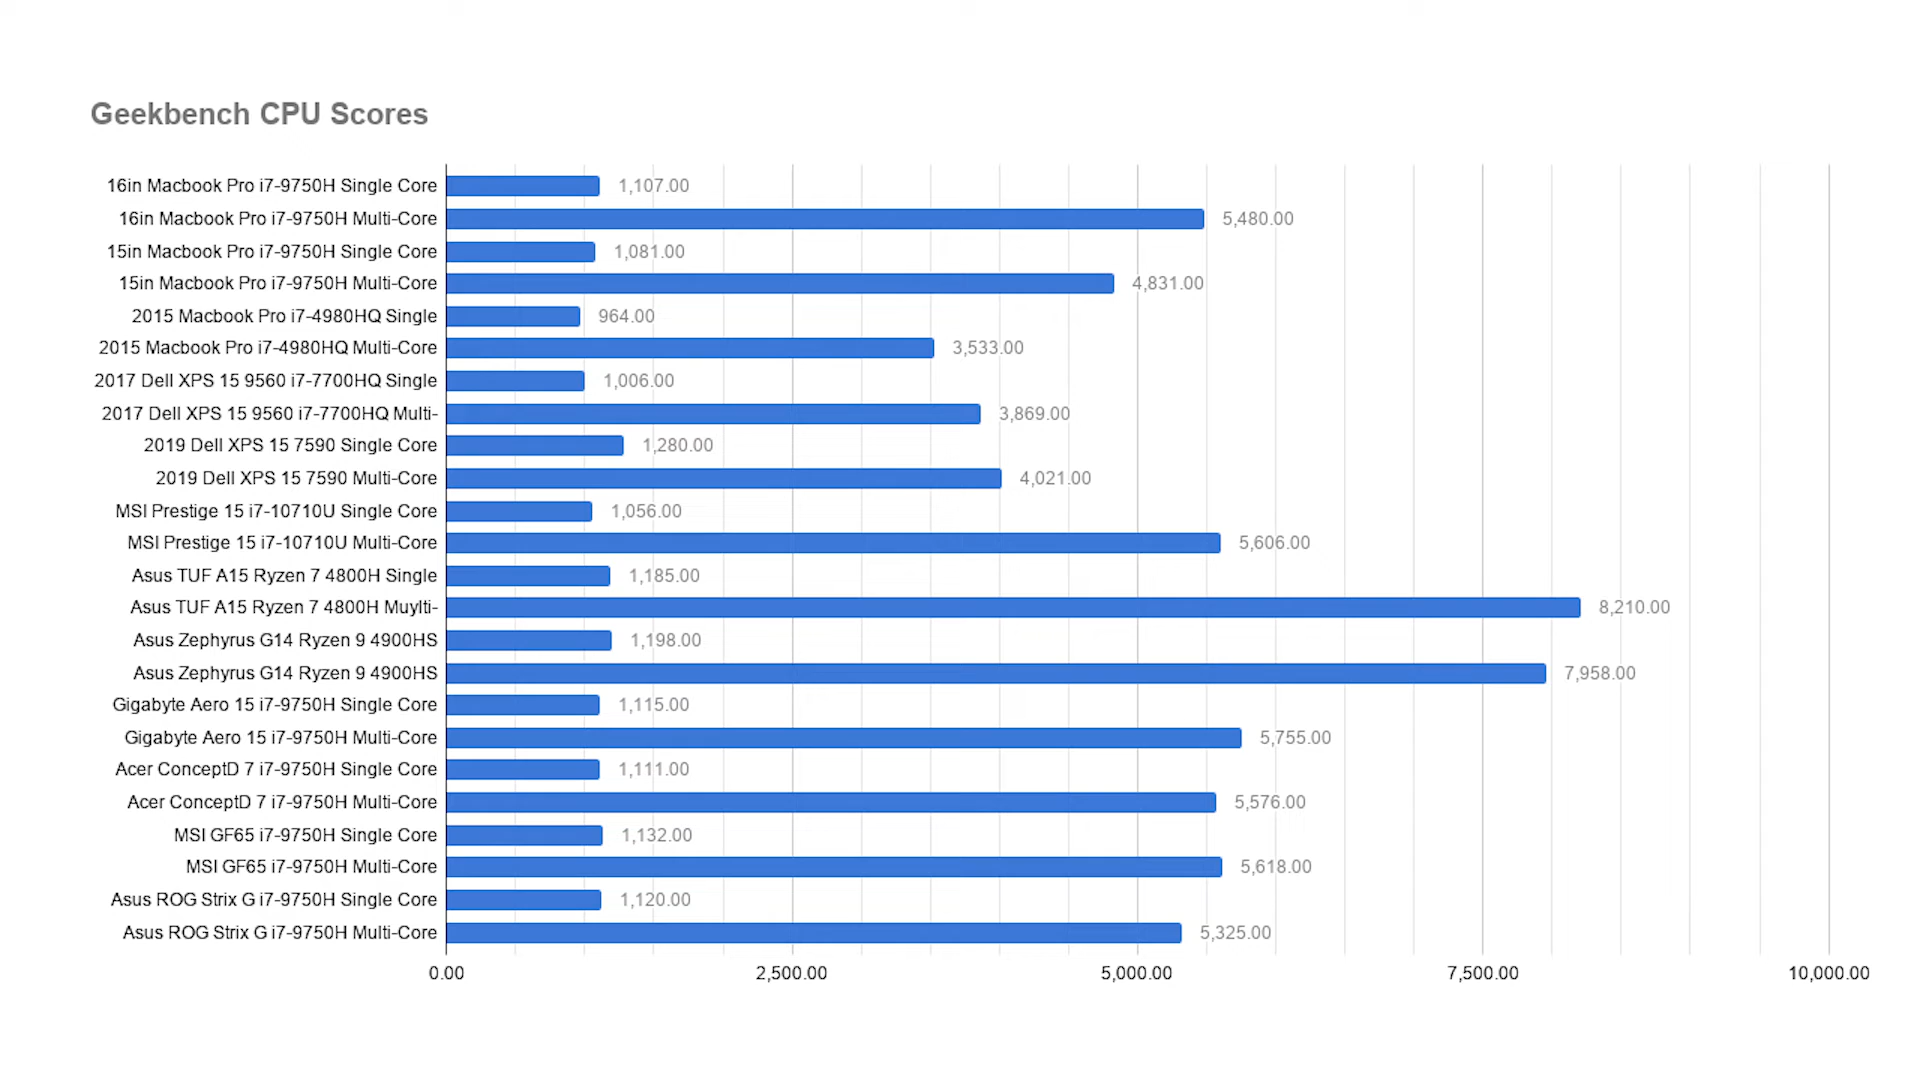 Geekbench CPU Scores
16in Macbook Pro i7-9750H Single Core 1,107.00
16in Macbook Pro i7-9750H Multi-Core 5,480.00
15in Macbook Pro i7-9750H Single Core 1,081.00
15in Macbook Pro i7-9750H Multi-Core 4,831.00
2015 Macbook Pro i7-4980HQ Single 964.00
2015 Macbook Pro i7-4980HQ Multi-Core 3,533.00
2017 Dell XPS 15 9560 i7-7700HQ Single 1,006.00
2017 Dell XPS 15 9560 i7-7700HQ Multi- 3,869.00
2019 Dell XPS 15 7590 Single Core 1,280.00
2019 Dell XPS 15 7590 Multi-Core 4,021.00
MSI Prestige 15 i7-10710U Single Core 1,056.00
MSI Prestige 15 i7-10710U Multi-Core 5,606.00
Asus TUF A15 Ryzen 7 4800H Single 1,185.00
Asus TUF A15 Ryzen 7 4800H Muylti- 8,210.00
Asus Zephyrus G14 Ryzen 9 4900HS 1,198.00
Asus Zephyrus G14 Ryzen 9 4900HS 7,958.00
Gigabyte Aero 15 i7-9750H Single Core 1,115.00
Gigabyte Aero 15 i7-9750H Multi-Core 5,755.00
Acer ConceptD 7 i7-9750H Single Core 1,111.00
Acer ConceptD 7 i7-9750H Multi-Core 5,576.00
MSI GF65 i7-9750H Single Core 1,132.00
MSI GF65 i7-9750H Multi-Core 5,618.00
Asus ROG Strix G i7-9750H Single Core 1,120.00
Asus ROG Strix G i7-9750H Multi-Core 5,325.00
0.00 2,500.00 5,000.00 7,500.00 10,000.00